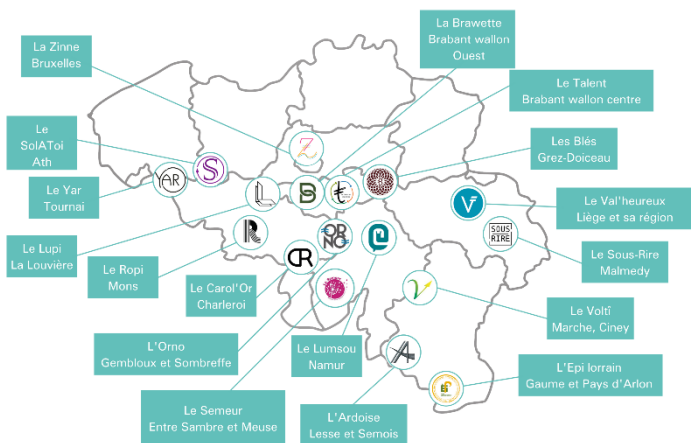 La Brawette
Brabant wallon
Ouest
La Zinne
Bruxelles
Le Talent
Brabant wallon centre
Le
SolAToi
Ath
Les Blés
Grez-Doiceau
Le Yar
Tournai
Le Val'heureux
Liège et sa région
Le Lupi
La Louvière
Le Sous-Rire
Malmedy
Le Ropi
Mons
Le Carol'Or
Charleroi
Le Voltî
Marche, Ciney
L'Orno
Gembloux et Sombreffe
Le Lumsou
Namur
L'Epi lorrain
Gaume et Pays d'Arlon
Le Semeur
Entre Sambre et Meuse
L'Ardoise
Lesse et Semois
Z
S
YAR
L
B
V
R
OR
NO
SOUS
RIRE
CR
V
A